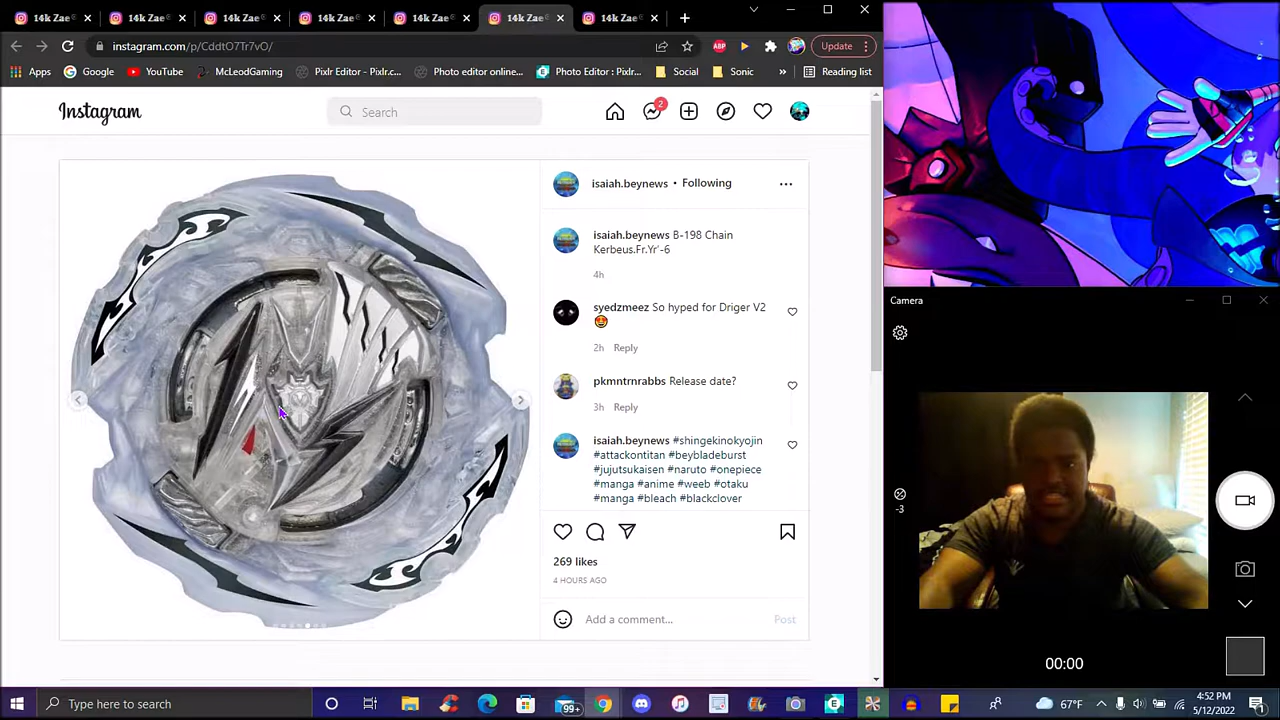 14k Zae
14k Zae
14k Zae
14k Zae
14k Zae
14k Zae
14k Zae
instagram.com/p/CddtO7Tr7vO/
ABP
Update
Apps
Google
YouTube
McLeodGaming
Pixlr Editor - Pixlr.c...
Photo editor online...
Photo Editor : Pixlr...
Social
Sonic
Reading list
Instagram
Search
2
isaiah.beynews • Following
isaiah.beynews B-198 Chain
Kerbeus.Fr.Yr'-6
4h
syedzmeez So hyped for Driger V2
2h Reply
pkmntrnrabbs Release date?
3h Reply
isaiah.beynews #shingekinokyojin
#attackontitan #beybladeburst
#jujutsukaisen #naruto #onepiece
#manga #anime #weeb #otaku
#manga #bleach #blackclover
269 likes
4 HOURS AGO
Add a comment...
Post
Camera
-3
00:00
Type here to search
99+
67°F
4:52 PM
5/12/2022